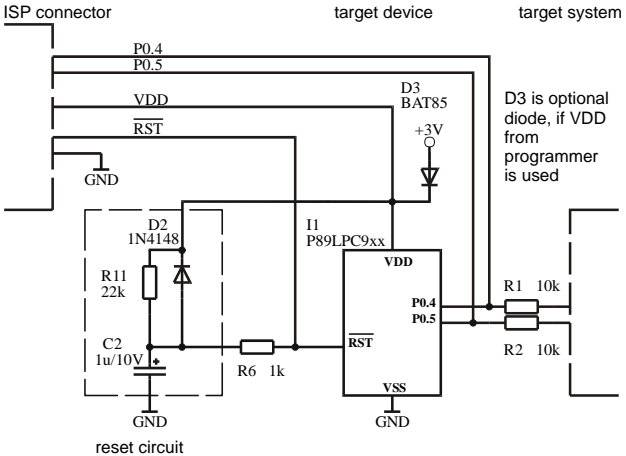 ISP connector
target device
target system
P0.4
P0.5
VDD
RST
GND
D3
BAT85
+3V
D3 is optional
diode, if VDD
from
programmer
is used
D2
1N4148
R11
22k
C2
1u/10V
+
GND
reset circuit
R6 1k
I1
P89LPC9xx
VDD
P0.4
P0.5
RST
VSS
GND
R1 10k
R2 10k